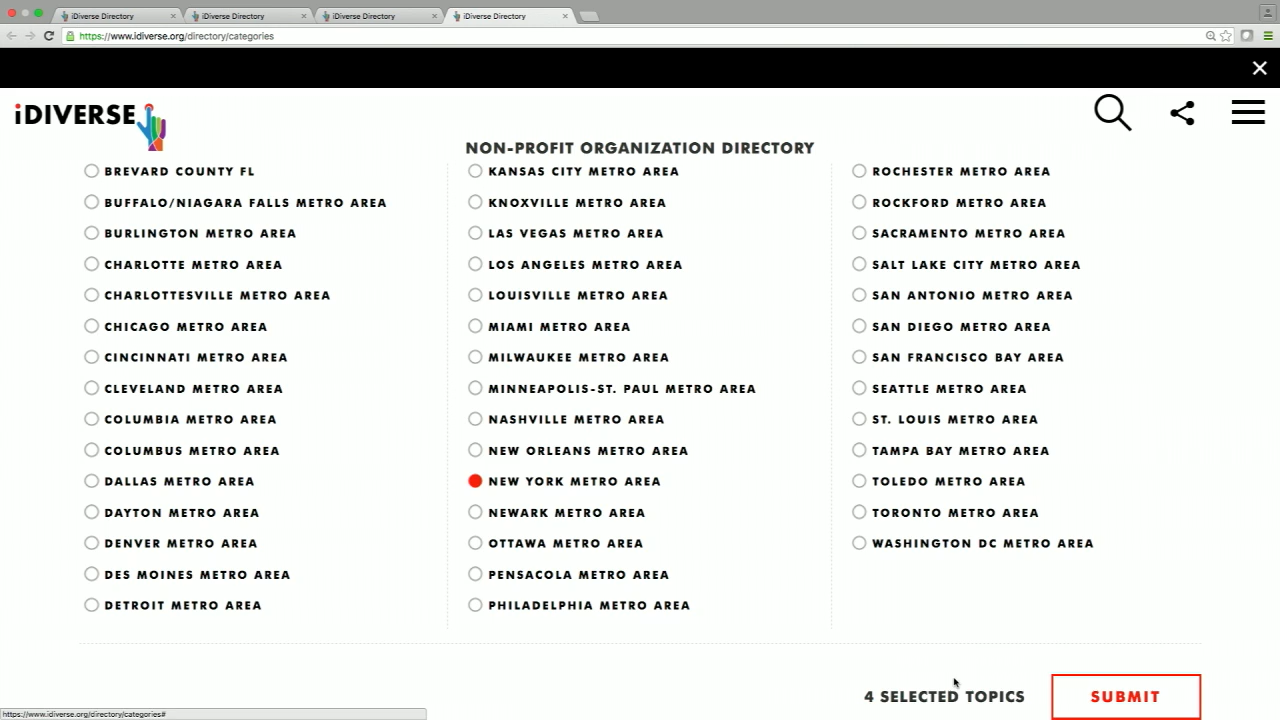 iDiverse Directory
iDiverse Directory
iDiverse Directory
iDiverse Directory
https://www.idiverse.org/directory/categories
iDIVERSE
NON-PROFIT ORGANIZATION DIRECTORY
BREVARD COUNTY FL
BUFFALO/NIAGARA FALLS METRO AREA
BURLINGTON METRO AREA
CHARLOTTE METRO AREA
CHARLOTTESVILLE METRO AREA
CHICAGO METRO AREA
CINCINNATI METRO AREA
CLEVELAND METRO AREA
COLUMBIA METRO AREA
COLUMBUS METRO AREA
DALLAS METRO AREA
DAYTON METRO AREA
DENVER METRO AREA
DES MOINES METRO AREA
DETROIT METRO AREA
KANSAS CITY METRO AREA
KNOXVILLE METRO AREA
LAS VEGAS METRO AREA
LOS ANGELES METRO AREA
LOUISVILLE METRO AREA
MIAMI METRO AREA
MILWAUKEE METRO AREA
MINNEAPOLIS-ST. PAUL METRO AREA
NASHVILLE METRO AREA
NEW ORLEANS METRO AREA
NEW YORK METRO AREA
NEWARK METRO AREA
OTTAWA METRO AREA
PENSACOLA METRO AREA
PHILADELPHIA METRO AREA
ROCHESTER METRO AREA
ROCKFORD METRO AREA
SACRAMENTO METRO AREA
SALT LAKE CITY METRO AREA
SAN ANTONIO METRO AREA
SAN DIEGO METRO AREA
SAN FRANCISCO BAY AREA
SEATTLE METRO AREA
ST. LOUIS METRO AREA
TAMPA BAY METRO AREA
TOLEDO METRO AREA
TORONTO METRO AREA
WASHINGTON DC METRO AREA
4 SELECTED TOPICS
SUBMIT
https://www.idiverse.org/directory/categories#